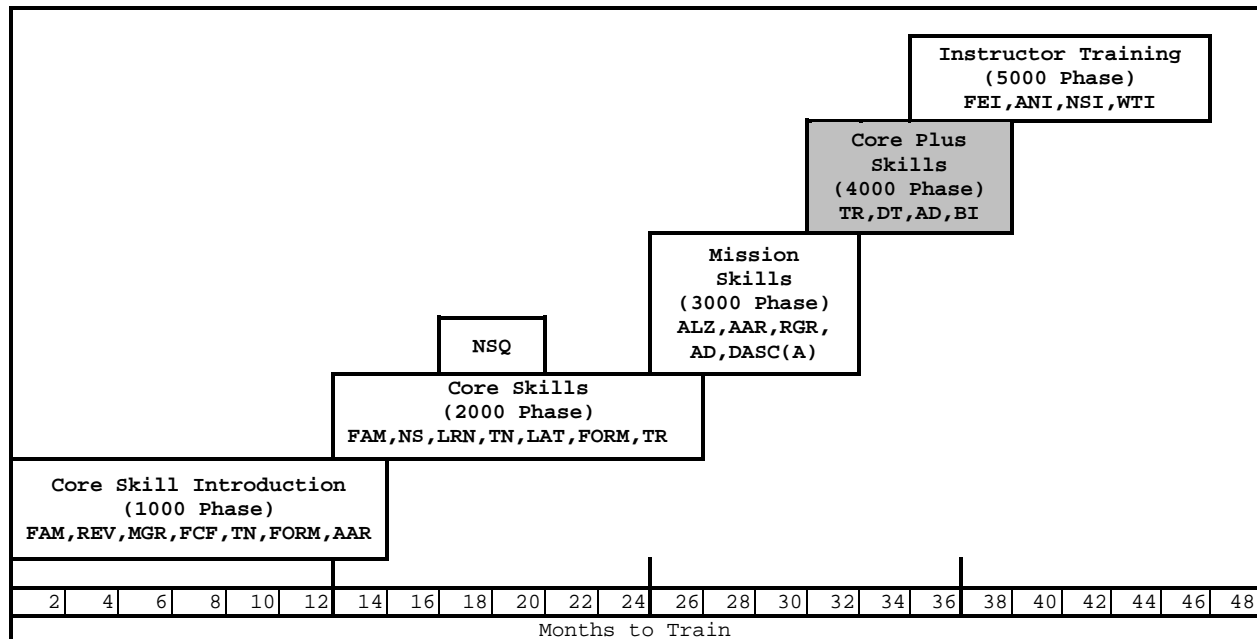 Instructor Training
(5000 Phase)
FEI,ANI,NSI,WTI
Core Plus
Skills
(4000 Phase)
TR,DT,AD,BI
Mission
Skills
(3000 Phase)
ALZ,AAR,RGR,
AD,DASC(A)
NSQ
Core Skills
(2000 Phase)
FAM,NS,LRN,TN,LAT,FORM,TR
Core Skill Introduction
(1000 Phase)
FAM,REV,MGR,FCF,TN,FORM,AAR
2 4 6 8 10 12 14 16 18 20 22 24 26 28 30 32 34 36 38 40 42 44 46 48
Months to Train